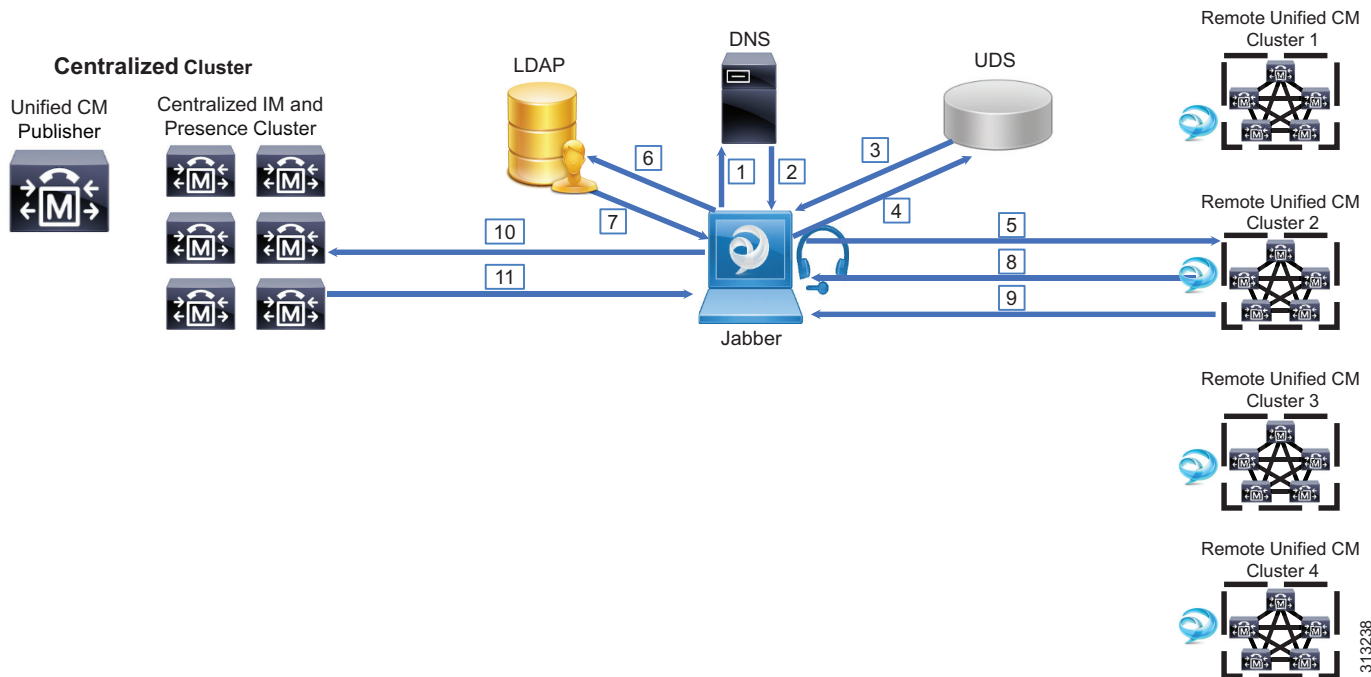 Centralized Cluster
Unified CM
Publisher
Centralized IM and
Presence Cluster
M
M
M
M
M
M
M
LDAP
DNS
UDS
1
2
3
4
5
6
7
8
9
10
11
Jabber
Remote Unified CM
Cluster 1
M
M
M
M
M
Remote Unified CM
Cluster 2
M
M
M
M
M
Remote Unified CM
Cluster 3
M
M
M
M
M
Remote Unified CM
Cluster 4
M
M
M
M
M
313238